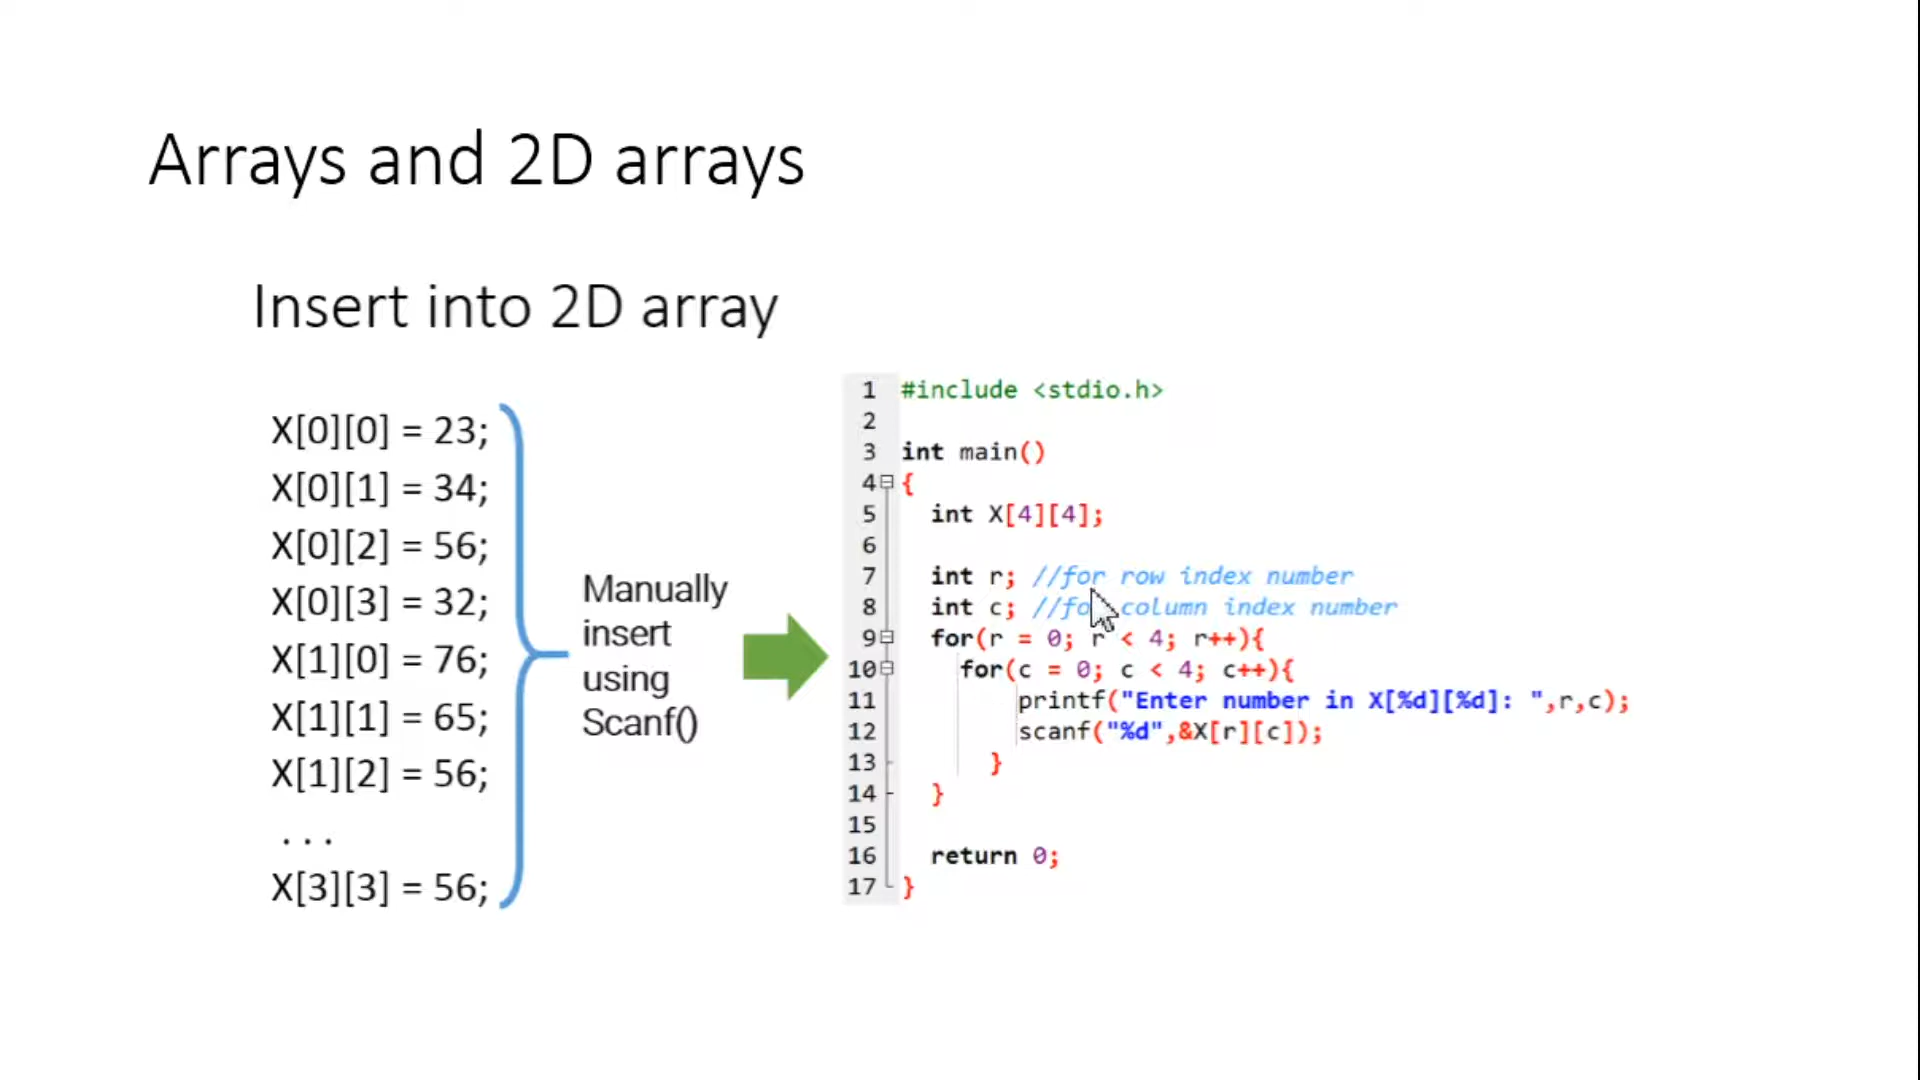 Arrays and 2D arrays
Insert into 2D array
X[0][0] = 23;
X[0][1] = 34;
X[0][2] = 56;
X[0][3] = 32;
X[1][0] = 76;
X[1][1] = 65;
X[1][2] = 56;
. . .
X[3][3] = 56;
Manually
insert
using
Scanf()
1 #include <stdio.h>
2
3 int main()
4 {
5 int X[4][4];
6
7 int r; //for row index number
8 int c; //for column index number
9 for(r = 0; r < 4; r++){
10 for(c = 0; c < 4; c++){
11 printf("Enter number in X[%d][%d]: ",r,c);
12 scanf("%d",&X[r][c]);
13 }
14 }
15
16 return 0;
17 }